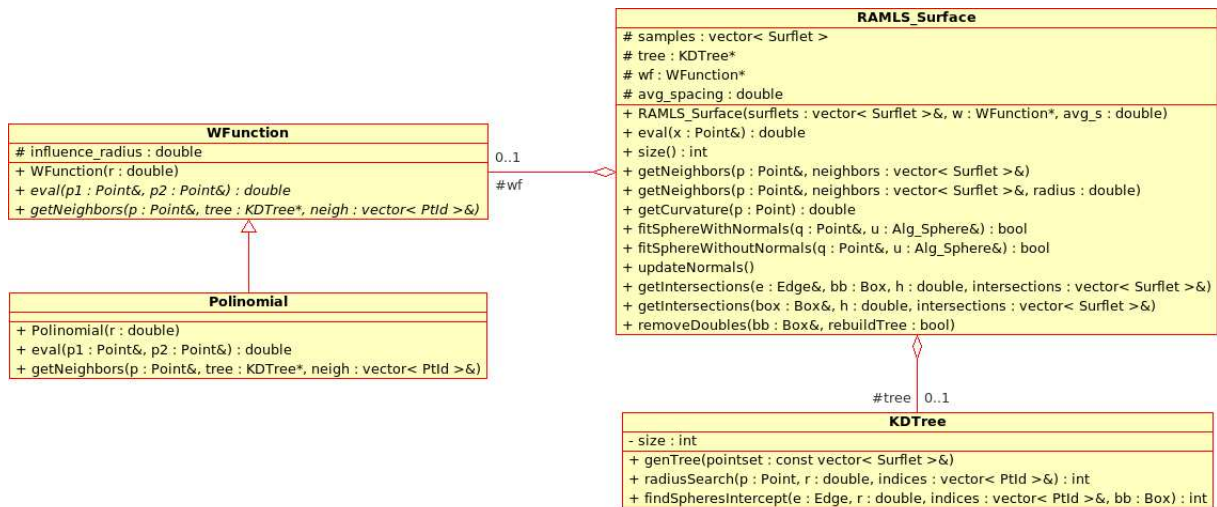 WFunction
# influence_radius : double
+ WFunction(r : double)
+ eval(p1 : Point&, p2 : Point&) : double
+ getNeighbors(p : Point&, tree : KDTree*, neigh : vector< PtId >&)
Polinomial
+ Polinomial(r : double)
+ eval(p1 : Point&, p2 : Point&) : double
+ getNeighbors(p : Point&, tree : KDTree*, neigh : vector< PtId >&)
0..1
#wf
RAMLS_Surface
# samples : vector< Surflet >
# tree : KDTree*
# wf : WFunction*
# avg_spacing : double
+ RAMLS_Surface(surflets : vector< Surflet >&, w : WFunction*, avg_s : double)
+ eval(x : Point&) : double
+ size() : int
+ getNeighbors(p : Point&, neighbors : vector< Surflet >&)
+ getNeighbors(p : Point&, neighbors : vector< Surflet >&, radius : double)
+ getCurvature(p : Point) : double
+ fitSphereWithNormals(q : Point&, u : Alg_Sphere&) : bool
+ fitSphereWithoutNormals(q : Point&, u : Alg_Sphere&) : bool
+ updateNormals()
+ getIntersections(e : Edge&, bb : Box, h : double, intersections : vector< Surflet >&)
+ getIntersections(box : Box&, h : double, intersections : vector< Surflet >&)
+ removeDoubles(bb : Box&, rebuildTree : bool)
#tree 0..1
KDTree
- size : int
+ genTree(pointset : const vector< Surflet >&)
+ radiusSearch(p : Point, r : double, indices : vector< PtId >&) : int
+ findSpheresIntercept(e : Edge, r : double, indices : vector< PtId >&, bb : Box) : int